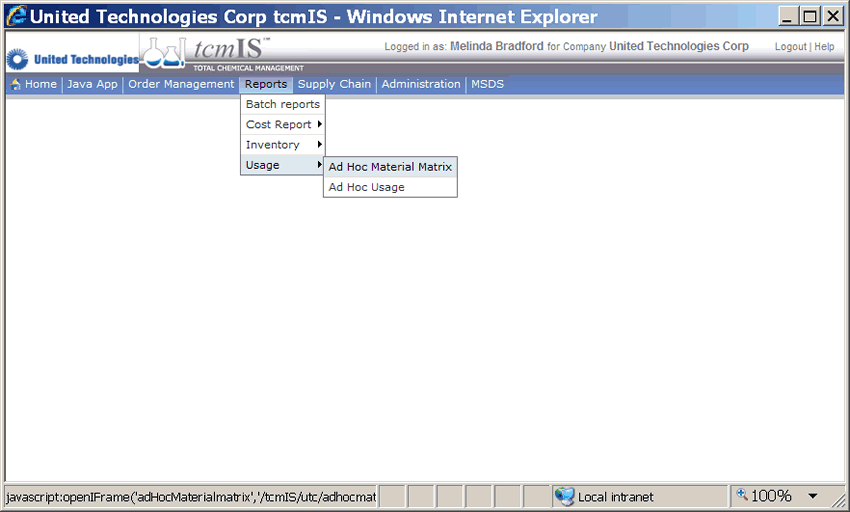 United Technologies Corp tcmIS - Windows Internet Explorer
United Technologies tcmIS™ Logged in as: Melinda Bradford for Company United Technologies Corp Logout | Help
TOTAL CHEMICAL MANAGEMENT
Home Java App Order Management Reports Supply Chain Administration MSDS
Batch reports
Cost Report
Inventory
Usage Ad Hoc Material Matrix
Ad Hoc Usage
javascript:openIFrame('adHocMaterialmatrix','/tcmIS/utc/adhocmat Local intranet 100%